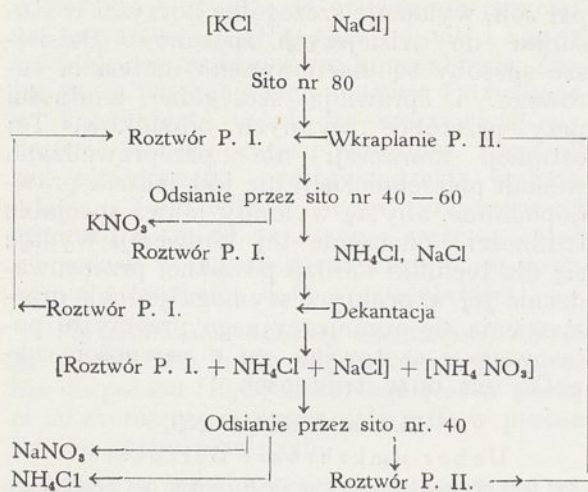 [KCl NaCl]
Sito nr 80
Roztwór P. I. Wkraplanie P. II.
Odsianie przez sito nr 40—60
KNO₃
Roztwór P. I. NH₄Cl, NaCl
Roztwór P. I. Dekantacja
[Roztwór P. I. + NH₄Cl + NaCl] + [NH₄ NO₃]
Odsianie przez sito nr. 40
NaNO₃
NH₄Cl Roztwór P. II.